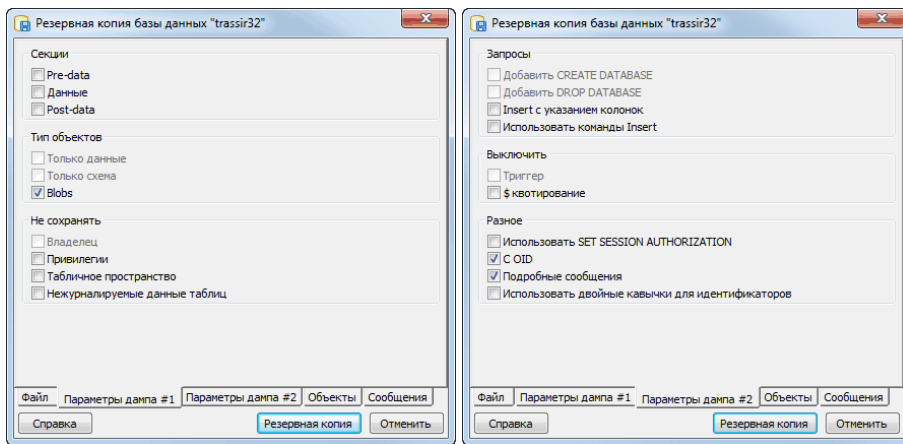 Резервная копия базы данных "trassir32"
Секции
Pre-data
Данные
Post-data
Тип объектов
Только данные
Только схема
Blobs
Не сохранять
Владелец
Привилегии
Табличное пространство
Нежурналируемые данные таблиц
Файл Параметры дампа #1 Параметры дампа #2 Объекты Сообщения
Справка Резервная копия Отменить
Резервная копия базы данных "trassir32"
Запросы
Добавить CREATE DATABASE
Добавить DROP DATABASE
Insert с указанием колонок
Использовать команды Insert
Выключить
Триггер
$ квотирование
Разное
Использовать SET SESSION AUTHORIZATION
С OID
Подробные сообщения
Использовать двойные кавычки для идентификаторов
Файл Параметры дампа #1 Параметры дампа #2 Объекты Сообщения
Справка Резервная копия Отменить